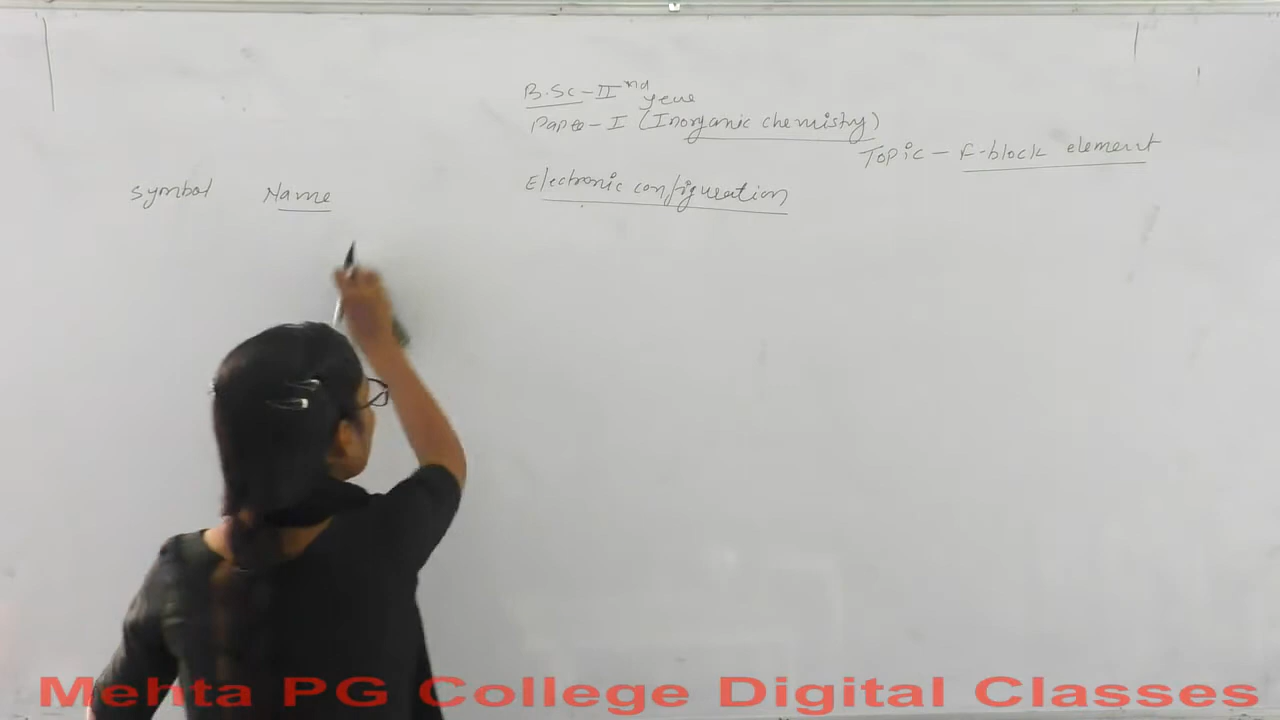 B.Sc - IInd year
Paper - I (Inorganic chemistry)
Topic - F-block element
Symbol Name Electronic configuration
Mehta PG College Digital Classes